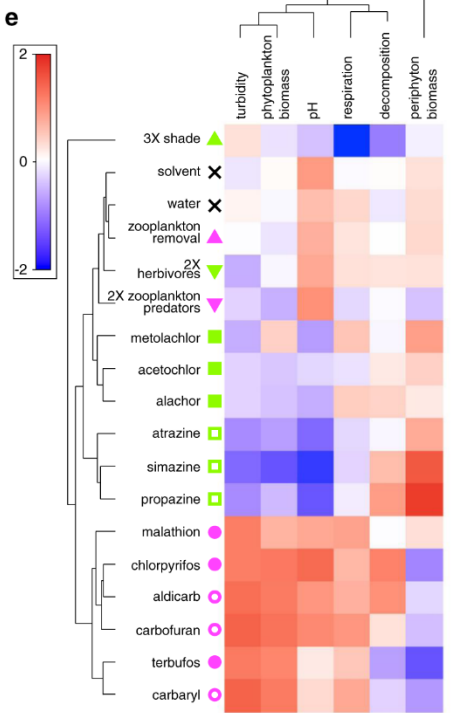 e
turbidity
phytoplankton
biomass
pH
respiration
decomposition
periphyton
biomass
2
0
-2
3X shade
solvent
water
zooplankton
removal
2X
herbivores
2X zooplankton
predators
metolachlor
acetochlor
alachor
atrazine
simazine
propazine
malathion
chlorpyrifos
aldicarb
carbofuran
terbufos
carbaryl